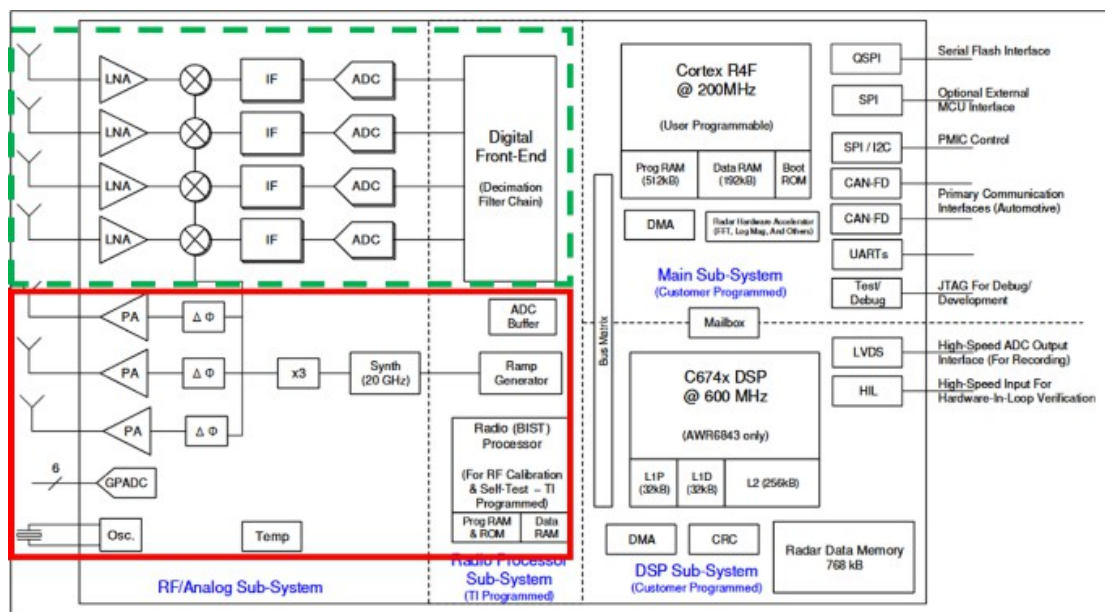 LNA
IF
ADC
LNA
IF
ADC
LNA
IF
ADC
LNA
IF
ADC
Digital
Front-End
(Decimation
Filter Chain)
PA
Δ Φ
PA
Δ Φ
PA
Δ Φ
x3
Synth
(20 GHz)
ADC
Buffer
Ramp
Generator
Radio (BIST)
Processor
(For RF Calibration
& Self-Test – TI
Programmed)
Prog RAM
& ROM
Data
RAM
6
GPADC
Osc.
Temp
RF/Analog Sub-System
Radio Processor
Sub-System
(TI Programmed)
Cortex R4F
@ 200MHz
(User Programmable)
Prog RAM
(512kB)
Data RAM
(192kB)
Boot
ROM
DMA
Radar Hardware Accelerator
(FFT, Log Mag, And Others)
Main Sub-System
(Customer Programmed)
Bus Matrix
Mailbox
C674x DSP
@ 600 MHz
(AWR6843 only)
L1P
(32kB)
L1D
(32kB)
L2 (256kB)
DMA
CRC
DSP Sub-System
(Customer Programmed)
Radar Data Memory
768 kB
QSPI
Serial Flash Interface
SPI
Optional External
MCU Interface
SPI / I2C
PMIC Control
CAN-FD
CAN-FD
Primary Communication
Interfaces (Automotive)
UARTs
Test/
Debug
JTAG For Debug/
Development
LVDS
High-Speed ADC Output
Interface (For Recording)
HIL
High-Speed Input For
Hardware-In-Loop Verification